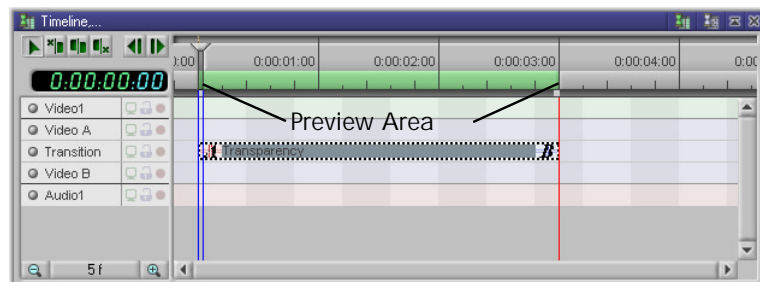 Timeline,...
0:00 0:00:01:00 0:00:02:00 0:00:03:00 0:00:04:00 0:00
0:00:00:00
Video1
Preview Area
Video A
Transition A Transparency B
Video B
Audio1
5 f